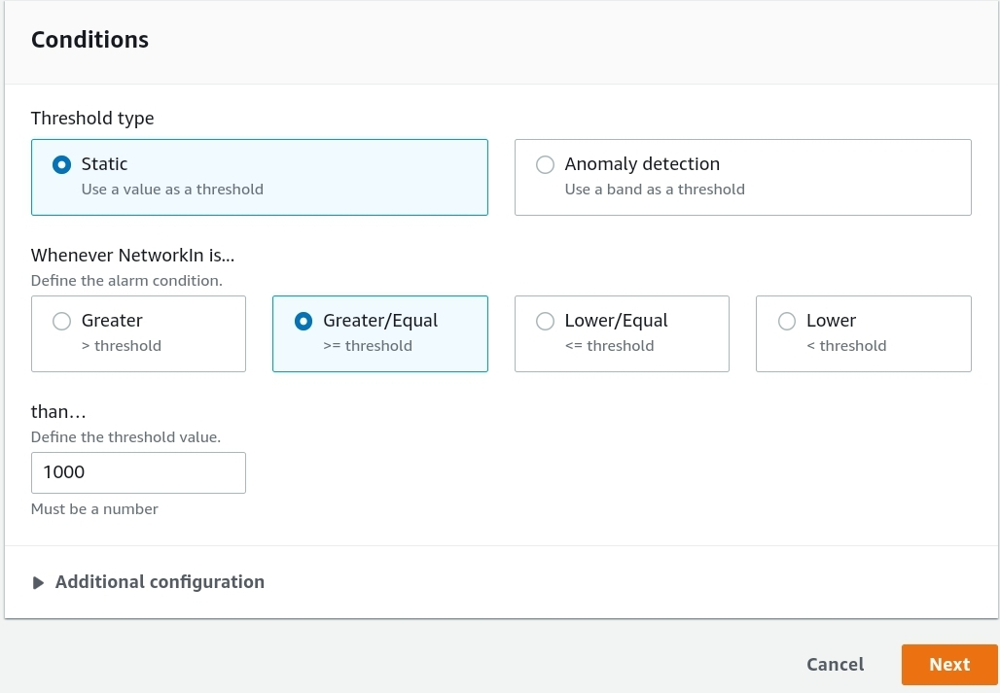 Conditions
Threshold type
Static
Use a value as a threshold
Anomaly detection
Use a band as a threshold
Whenever NetworkIn is...
Define the alarm condition.
Greater
> threshold
Greater/Equal
>= threshold
Lower/Equal
<= threshold
Lower
< threshold
than…
Define the threshold value.
1000
Must be a number
Additional configuration
Cancel
Next